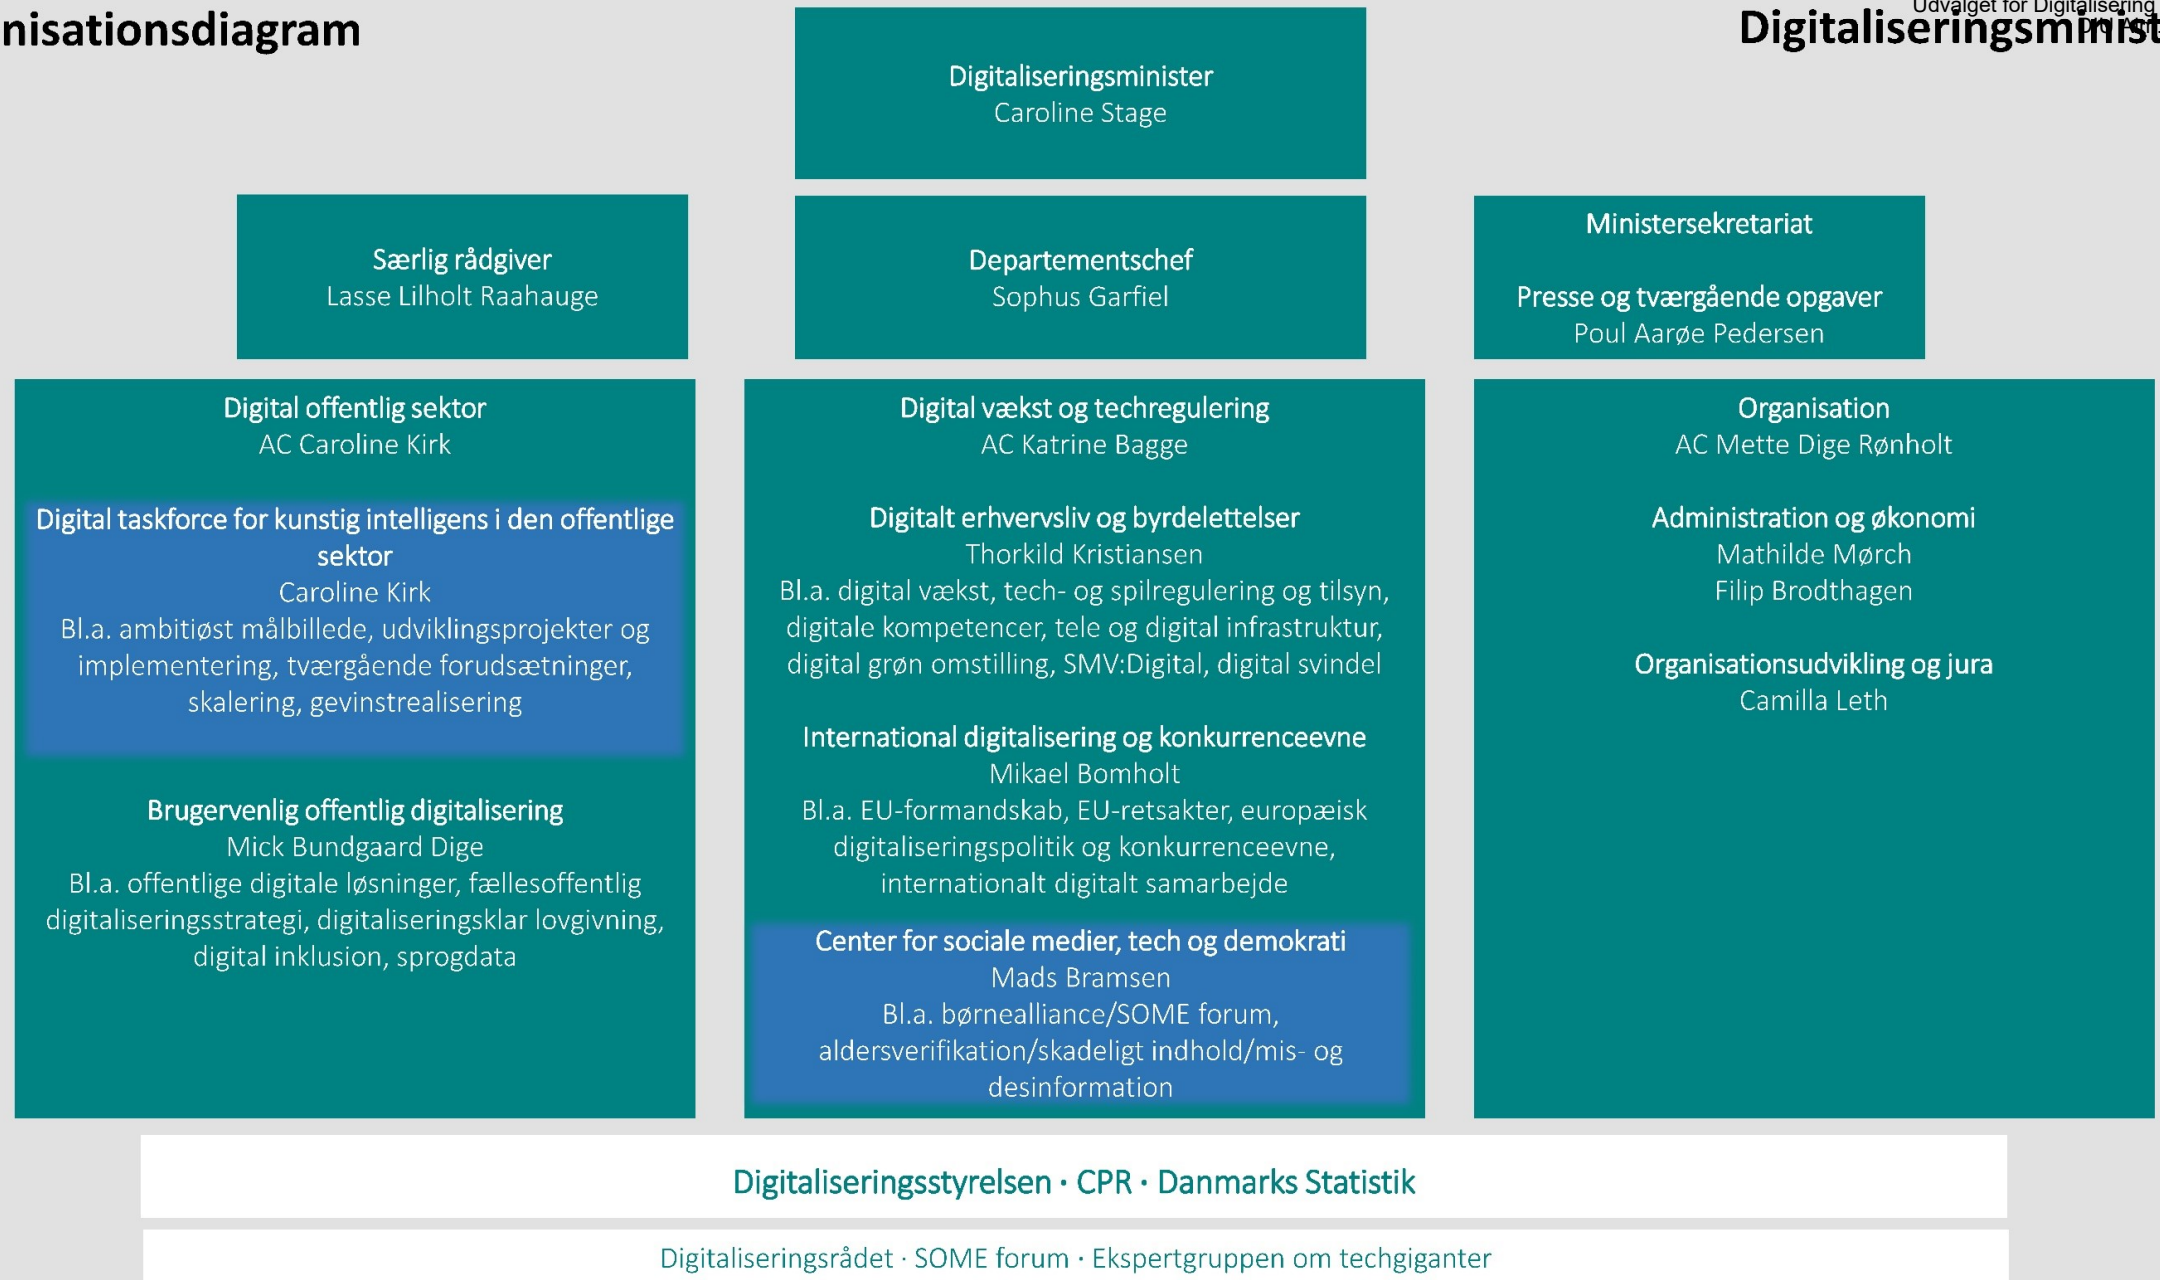 nisationsdiagram
Udvalget for Digitalisering
Digitaliseringsminist
Digitaliseringsminister
Caroline Stage
Særlig rådgiver
Lasse Lilholt Raahauge
Departementschef
Sophus Garfiel
Ministersekretariat
Presse og tværgående opgaver
Poul Aarøe Pedersen
Digital offentlig sektor
AC Caroline Kirk
Digital taskforce for kunstig intelligens i den offentlige
sektor
Caroline Kirk
Bl.a. ambitiøst målbillede, udviklingsprojekter og
implementering, tværgående forudsætninger,
skalering, gevinstrealisering
Brugervenlig offentlig digitalisering
Mick Bundgaard Dige
Bl.a. offentlige digitale løsninger, fællesoffentlig
digitaliseringsstrategi, digitaliseringsklar lovgivning,
digital inklusion, sprogdata
Digital vækst og techregulering
AC Katrine Bagge
Digitalt erhvervsliv og byrdelettelser
Thorkild Kristiansen
Bl.a. digital vækst, tech- og spilregulering og tilsyn,
digitale kompetencer, tele og digital infrastruktur,
digital grøn omstilling, SMV:Digital, digital svindel
International digitalisering og konkurrenceevne
Mikael Bomholt
Bl.a. EU-formandskab, EU-retsakter, europæisk
digitaliseringspolitik og konkurrenceevne,
internationalt digitalt samarbejde
Center for sociale medier, tech og demokrati
Mads Bramsen
Bl.a. børnealliance/SOME forum,
aldersverifikation/skadeligt indhold/mis- og
desinformation
Organisation
AC Mette Dige Rønholt
Administration og økonomi
Mathilde Mørch
Filip Brodthagen
Organisationsudvikling og jura
Camilla Leth
Digitaliseringsstyrelsen · CPR · Danmarks Statistik
Digitaliseringsrådet · SOME forum · Ekspertgruppen om techgiganter